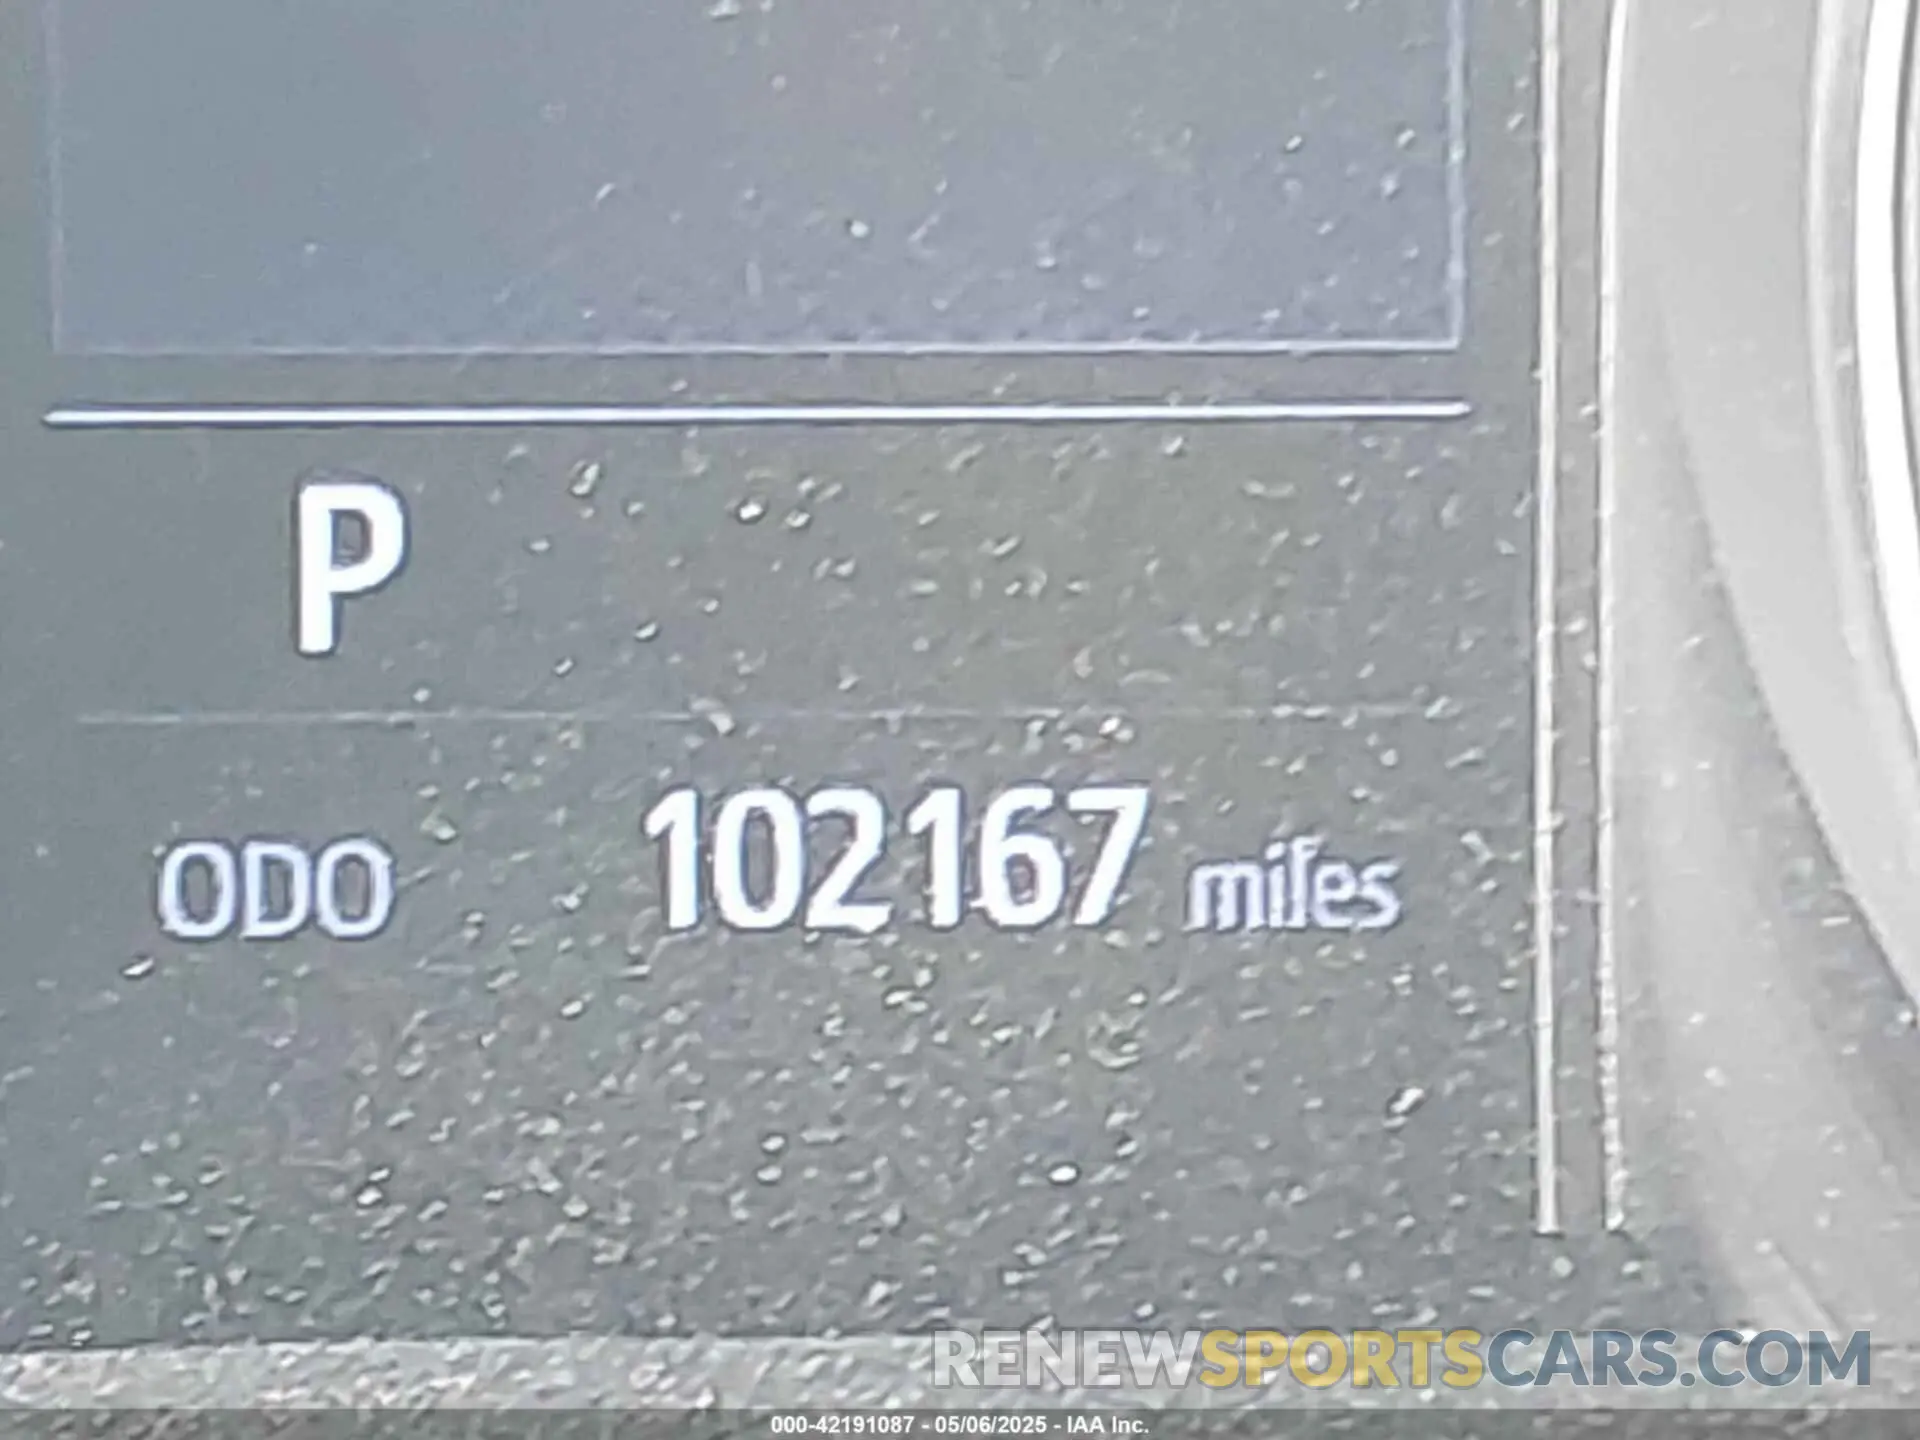 P
ODO 102167 miles
RENEWSPORTSCARS.COM
000-42191087 - 05/06/2025 - IAA Inc.